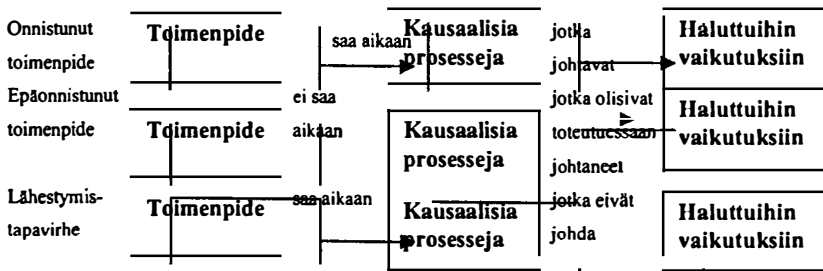 Onnistunut
toimenpide
Toimenpide
saa aikaan
Kausaalisia
prosesseja
jotka
johtavat
Haluttuihin
vaikutuksiin
Epäonnistunut
toimenpide
Toimenpide
ei saa
aikaan
Kausaalisia
prosesseja
jotka olisivat
toteutuessaan
johtaneet
Haluttuihin
vaikutuksiin
Lähestymis-
tapavirhe
Toimenpide
saa aikaan
Kausaalisia
prosesseja
jotka eivät
johda
Haluttuihin
vaikutuksiin